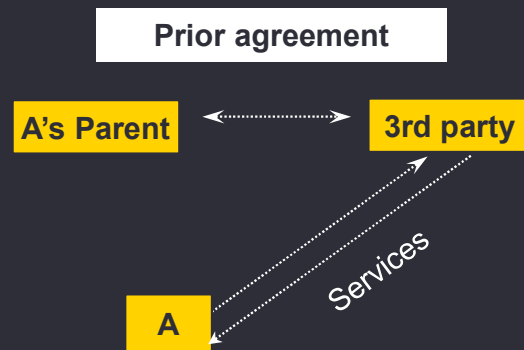 Prior agreement
A's Parent
3rd party
Services
A